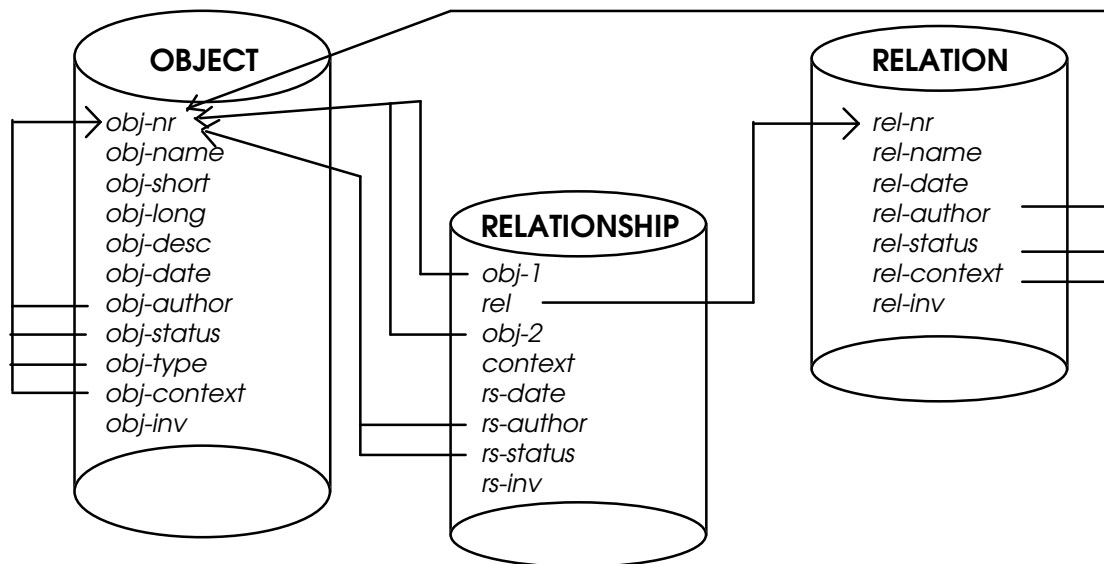 OBJECT
obj-nr
obj-name
obj-short
obj-long
obj-desc
obj-date
obj-author
obj-status
obj-type
obj-context
obj-inv
RELATIONSHIP
obj-1
rel
obj-2
context
rs-date
rs-author
rs-status
rs-inv
RELATION
rel-nr
rel-name
rel-date
rel-author
rel-status
rel-context
rel-inv